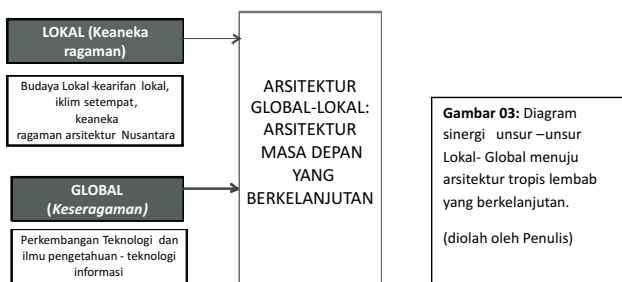 LOKAL (Keaneka
ragaman)
Budaya Lokal-kearifan lokal,
iklim setempat,
keaneka
ragaman arsitektur Nusantara
GLOBAL
(Keseragaman)
Perkembangan Teknologi dan
ilmu pengetahuan - teknologi
informasi
ARSITEKTUR
GLOBAL-LOKAL:
ARSITEKTUR
MASA DEPAN
YANG
BERKELANJUTAN
Gambar 03: Diagram
sinergi unsur –unsur
Lokal- Global menuju
arsitektur tropis lembab
yang berkelanjutan.
(diolah oleh Penulis)